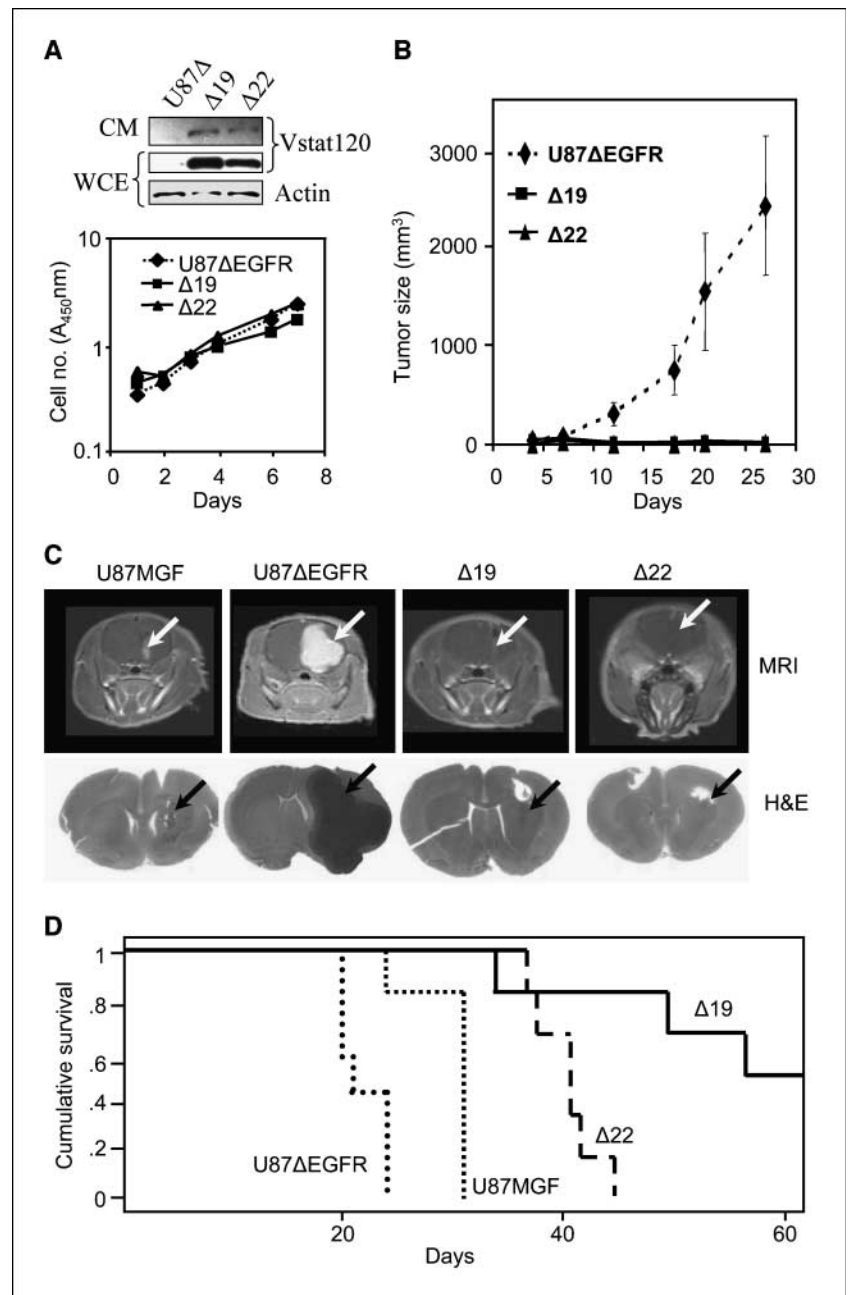 A
U87Δ
Δ19
Δ22
CM
Vstat120
WCE
Actin
10
1
0.1
Cell no. (A450nm)
U87ΔEGFR
Δ19
Δ22
0 2 4 6 8
Days
B
3000
2000
1000
0
Tumor size (mm³)
U87ΔEGFR
Δ19
Δ22
0 5 10 15 20 25 30
Days
C
U87MGF U87ΔEGFR Δ19 Δ22
MRI
H&E
D
1
.8
.6
.4
.2
0
Cumulative survival
Δ19
Δ22
U87ΔEGFR
U87MGF
20 40 60
Days